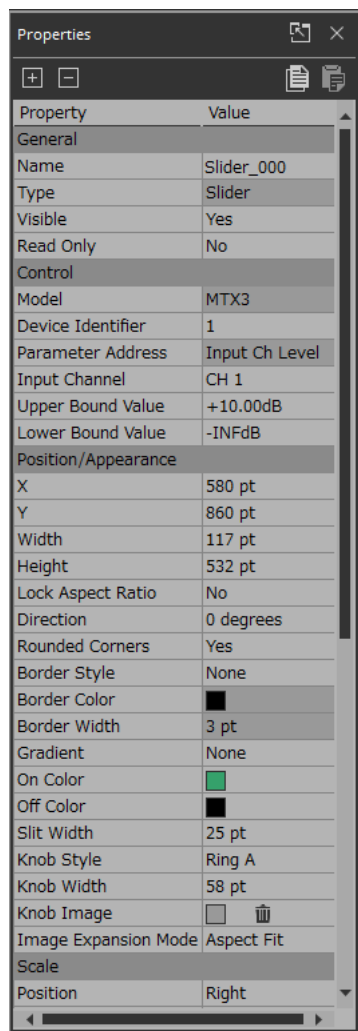 Properties
Property Value
General
Name Slider_000
Type Slider
Visible Yes
Read Only No
Control
Model MTX3
Device Identifier 1
Parameter Address Input Ch Level
Input Channel CH 1
Upper Bound Value +10.00dB
Lower Bound Value -INFdB
Position/Appearance
X 580 pt
Y 860 pt
Width 117 pt
Height 532 pt
Lock Aspect Ratio No
Direction 0 degrees
Rounded Corners Yes
Border Style None
Border Color
Border Width 3 pt
Gradient None
On Color
Off Color
Slit Width 25 pt
Knob Style Ring A
Knob Width 58 pt
Knob Image
Image Expansion Mode Aspect Fit
Scale
Position Right